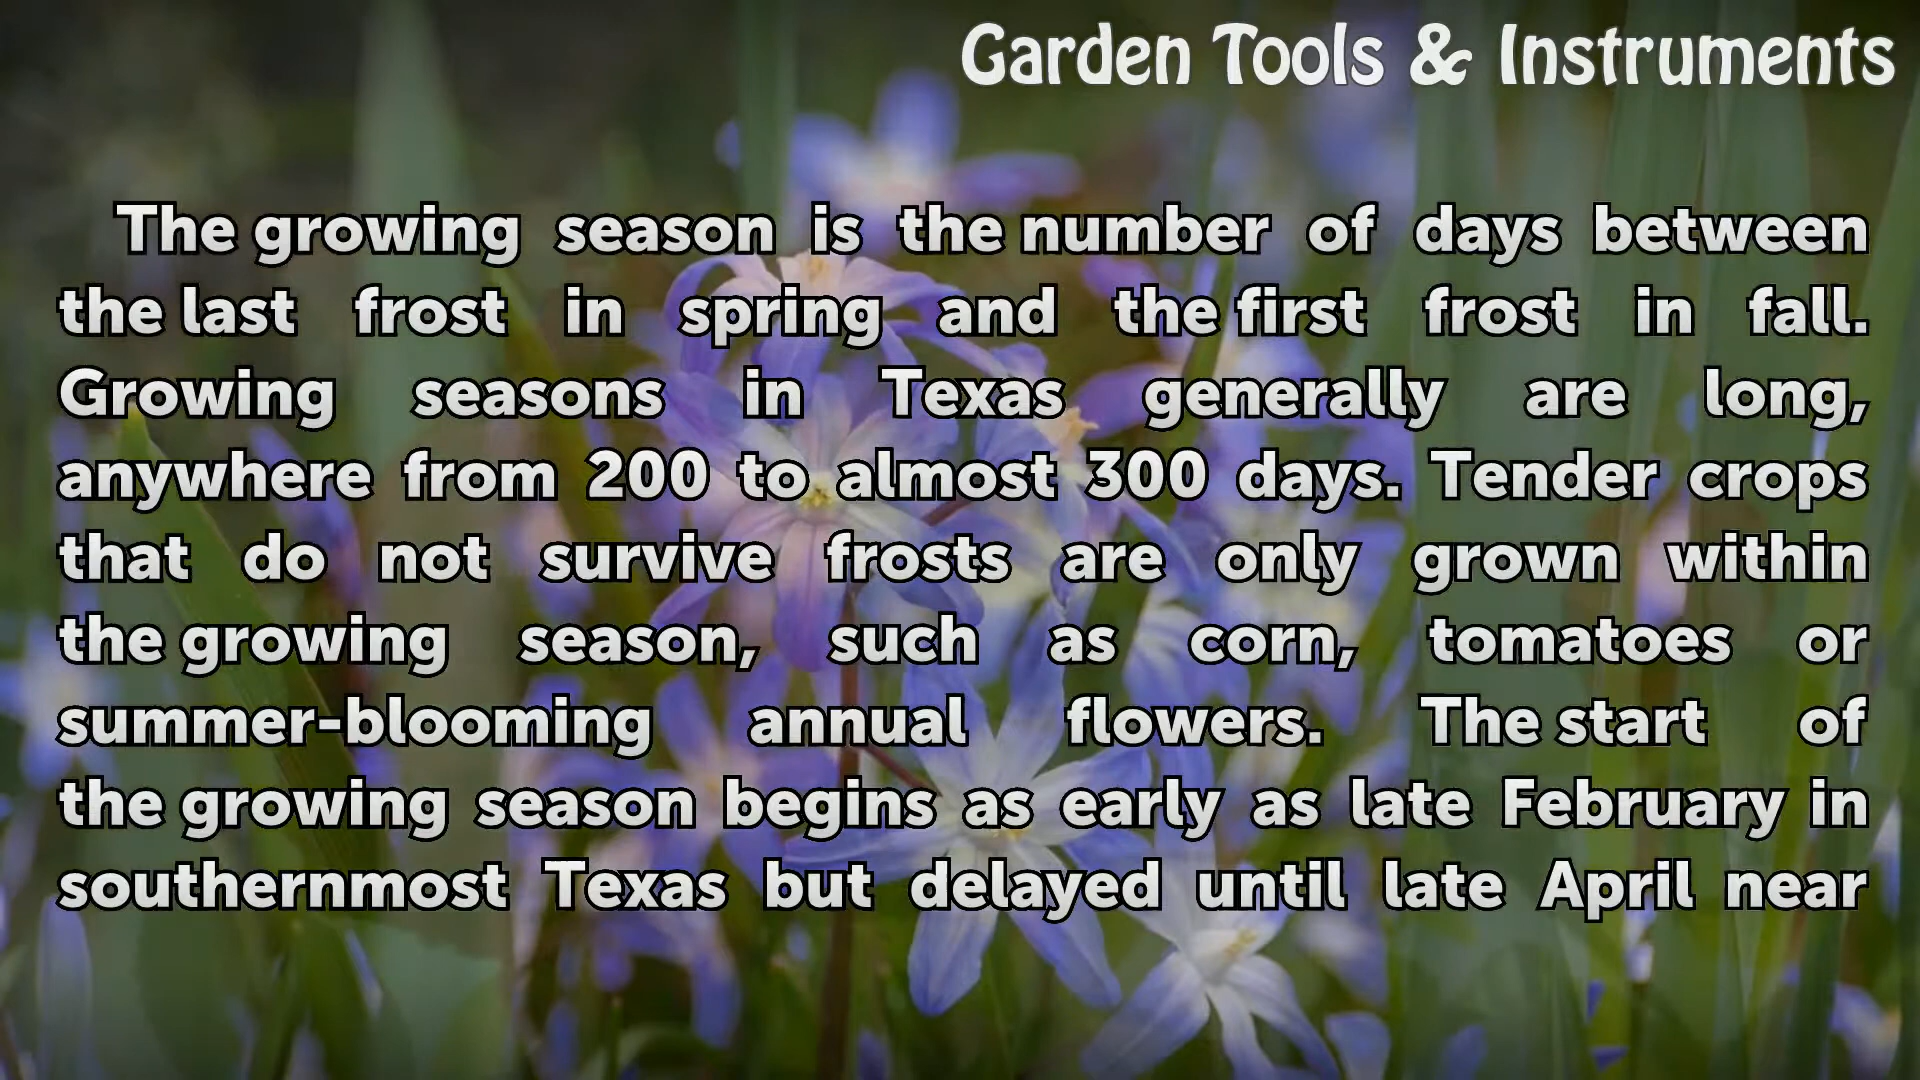 Garden Tools & Instruments
The growing season is the number of days between
the last frost in spring and the first frost in fall.
Growing seasons in Texas generally are long,
anywhere from 200 to almost 300 days. Tender crops
that do not survive frosts are only grown within
the growing season, such as corn, tomatoes or
summer-blooming annual flowers. The start of
the growing season begins as early as late February in
southernmost Texas but delayed until late April near